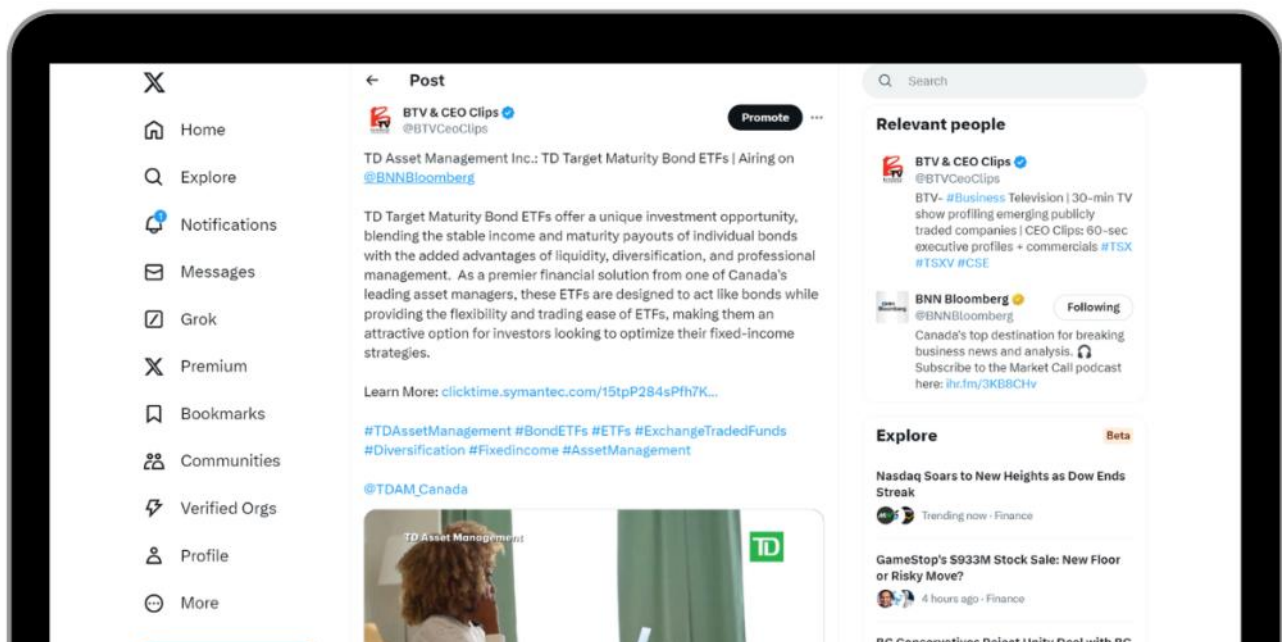 Home
Explore
1
Notifications
Messages
Grok
Premium
Bookmarks
Communities
Verified Orgs
Profile
More
Post
BTV & CEO Clips
@BTVCeoClips
Promote
TD Asset Management Inc.: TD Target Maturity Bond ETFs | Airing on
@BNNBloomberg
TD Target Maturity Bond ETFs offer a unique investment opportunity,
blending the stable income and maturity payouts of individual bonds
with the added advantages of liquidity, diversification, and professional
management. As a premier financial solution from one of Canada's
leading asset managers, these ETFs are designed to act like bonds while
providing the flexibility and trading ease of ETFs, making them an
attractive option for investors looking to optimize their fixed-income
strategies.
Learn More: clicktime.symantec.com/15tpP284sPfh7K...
#TDAssetManagement #BondETFs #ETFs #ExchangeTradedFunds
#Diversification #Fixedincome #AssetManagement
@TDAM_Canada
TD Asset Management
TD
Search
Relevant people
BTV & CEO Clips
@BTVCeoClips
BTV- #Business Television | 30-min TV
show profiling emerging publicly
traded companies | CEO Clips: 60-sec
executive profiles + commercials #TSX
#TSXV #CSE
BNN Bloomberg
@BNNBloomberg
Following
Canada's top destination for breaking
business news and analysis.
Subscribe to the Market Call podcast
here: ihr.fm/3KB8CHv
Explore
Beta
Nasdaq Soars to New Heights as Dow Ends
Streak
Trending now · Finance
GameStop's $933M Stock Sale: New Floor
or Risky Move?
4 hours ago · Finance
BC Conservatives Reject Unity Deal with BC